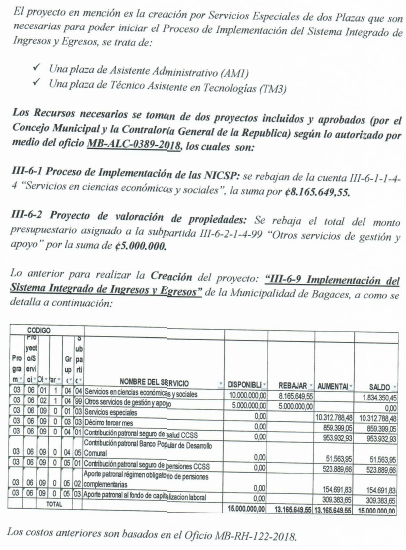 El proyecto en mención es la creación por Servicios Especiales de dos Plazas que son
necesarias para poder iniciar el Proceso de Implementación del Sistema Integrado de
Ingresos y Egresos, se trata de:
✓ Una plaza de Asistente Administrativo (AM1)
✓ Una plaza de Técnico Asistente en Tecnologías (TM3)
Los Recursos necesarios se toman de dos proyectos incluidos y aprobados (por el
Concejo Municipal y la Contraloría General de la Republica) según lo autorizado por
medio del oficio MB-ALC-0389-2018, los cuales son:
III-6-1 Proceso de Implementación de las NICSP: se rebajan de la cuenta III-6-1-1-4-
4 “Servicios en ciencias económicas y sociales”, la suma por ¢8.165.649,55.
III-6-2 Proyecto de valoración de propiedades: Se rebaja el total del monto
presupuestario asignado a la subpartida III-6-2-1-4-99 “Otros servicios de gestión y
apoyo” por la suma de ¢5.000.000.
Lo anterior para realizar la Creación del proyecto: “III-6-9 Implementación del
Sistema Integrado de Ingresos y Egresos” de la Municipalidad de Bagaces, a como se
detalla a continuación:
CODIGO
Pro gra m Pro yect o/S ervi ci Gr up S ub pa rti NOMBRE DEL SERVICIO DISPONIBLI REBAJAR AUMENTAI SALDO
03 06 01 1 04 04 Servicios en ciencias económicas y sociales 10.000.000,00 8.165.649,55 1.834.350,45
03 06 02 1 04 99 Otros servicios de gestión y apoyo 5.000.000,00 5.000.000,00 0,00
03 06 09 0 01 03 Servicios especiales 0,00 10.312.788,48 10.312.788,48
03 06 09 0 03 03 Décimo tercer mes 0,00 859.399,05 859.399,05
03 06 09 0 04 01 Contribución patronal seguro de salud CCSS 0,00 953.932,93 953.932,93
Contribución patronal Banco Popular de Desarrollo
03 06 09 0 04 05 Comunal 0,00 51.563,95 51.563,95
03 06 09 0 05 01 Contribución patronal seguro de pensiones CCSS 0,00 523.889,66 523.889,66
Aporte patronal régimen obligatorio de pensiones
03 06 09 0 05 02 complementarias 0,00 154.691,83 154.691,83
03 06 09 0 05 03 Aporte patronal al fondo de capitalizacion laboral 0,00 309.383,65 309.383,65
TOTAL 15.000.000,00 13.165.649,55 13.165.649,55 15.000.000,00
Los costos anteriores son basados en el Oficio MB-RH-122-2018.